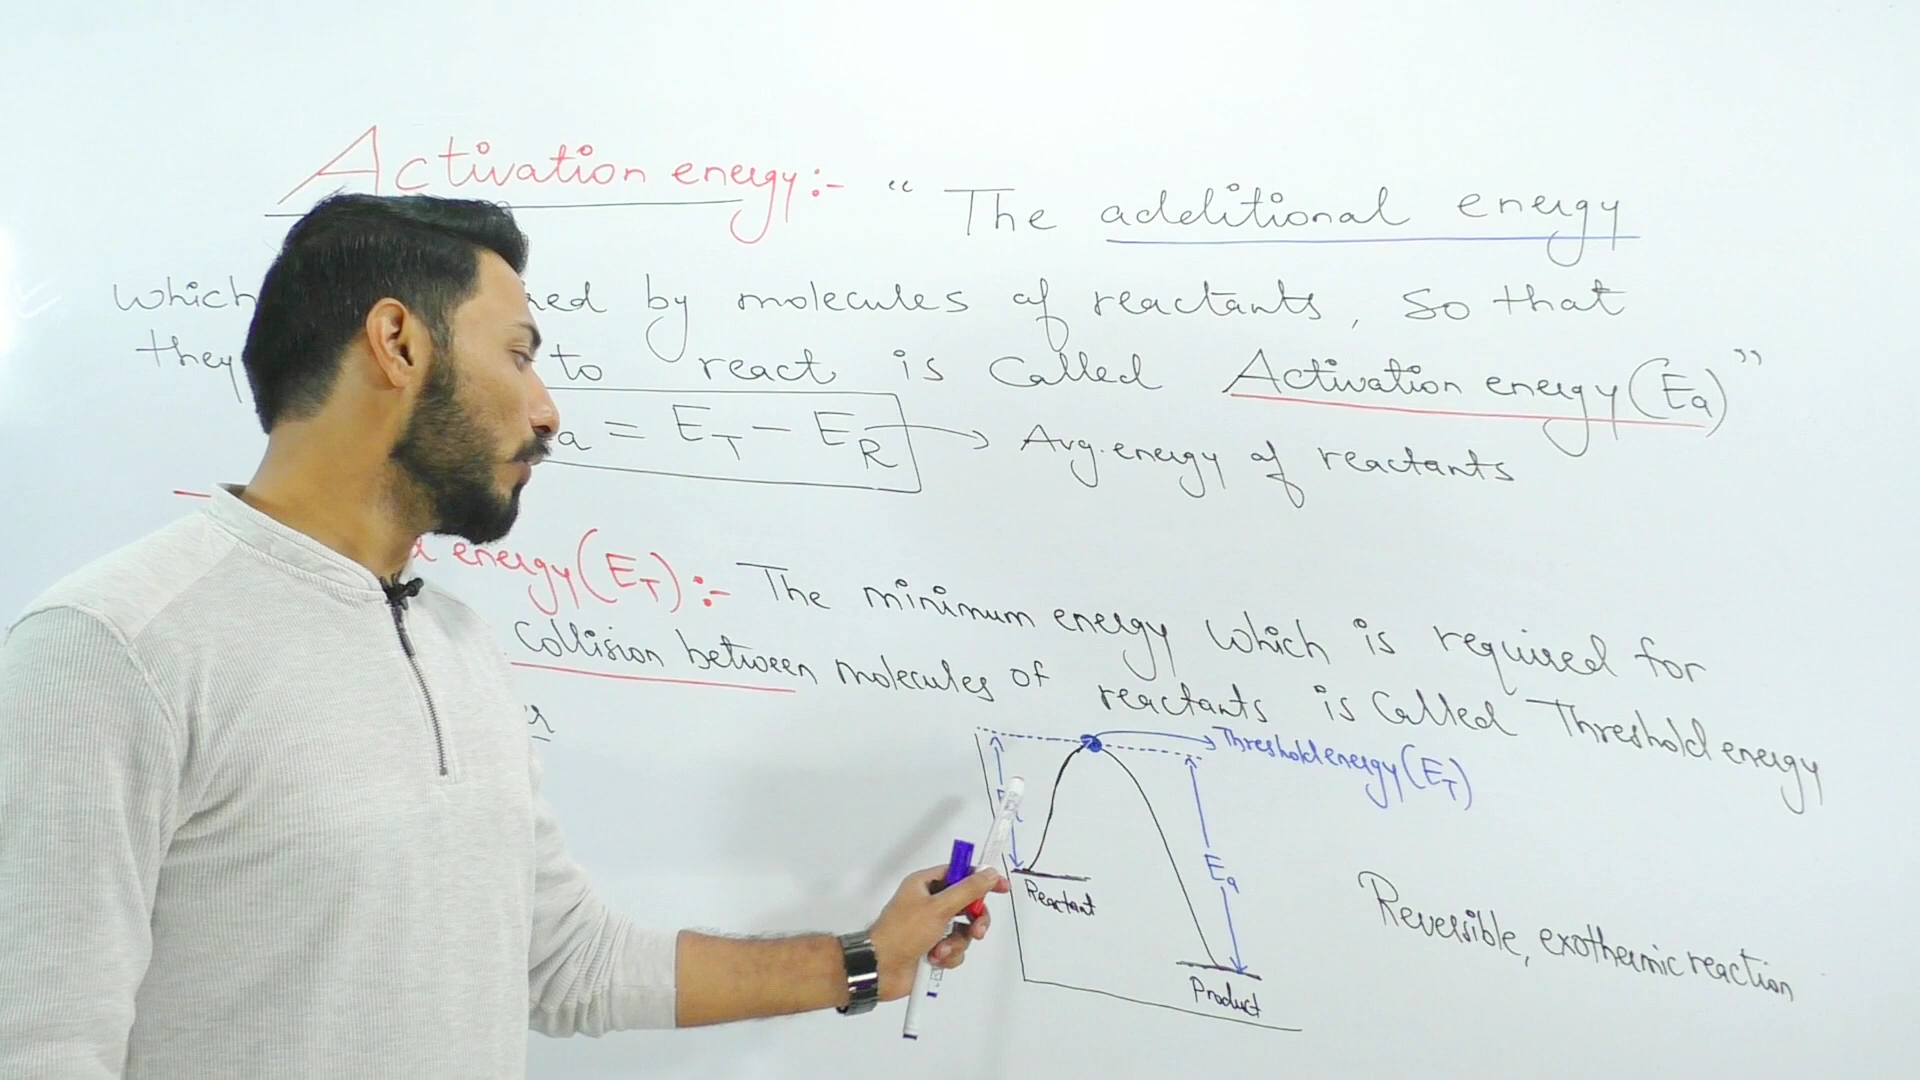 Activation energy:- “ The additional energy
which by molecules of reactants, so that
they to react is called Activation energy (Ea)”
a = ET – ER → Avg. energy of reactants
energy (ET) :- The minimum energy which is required for
Collision between molecules of reactants is called Threshold energy
Threshold energy (ET)
Ea
Reactant
Product
Reversible, exothermic reaction